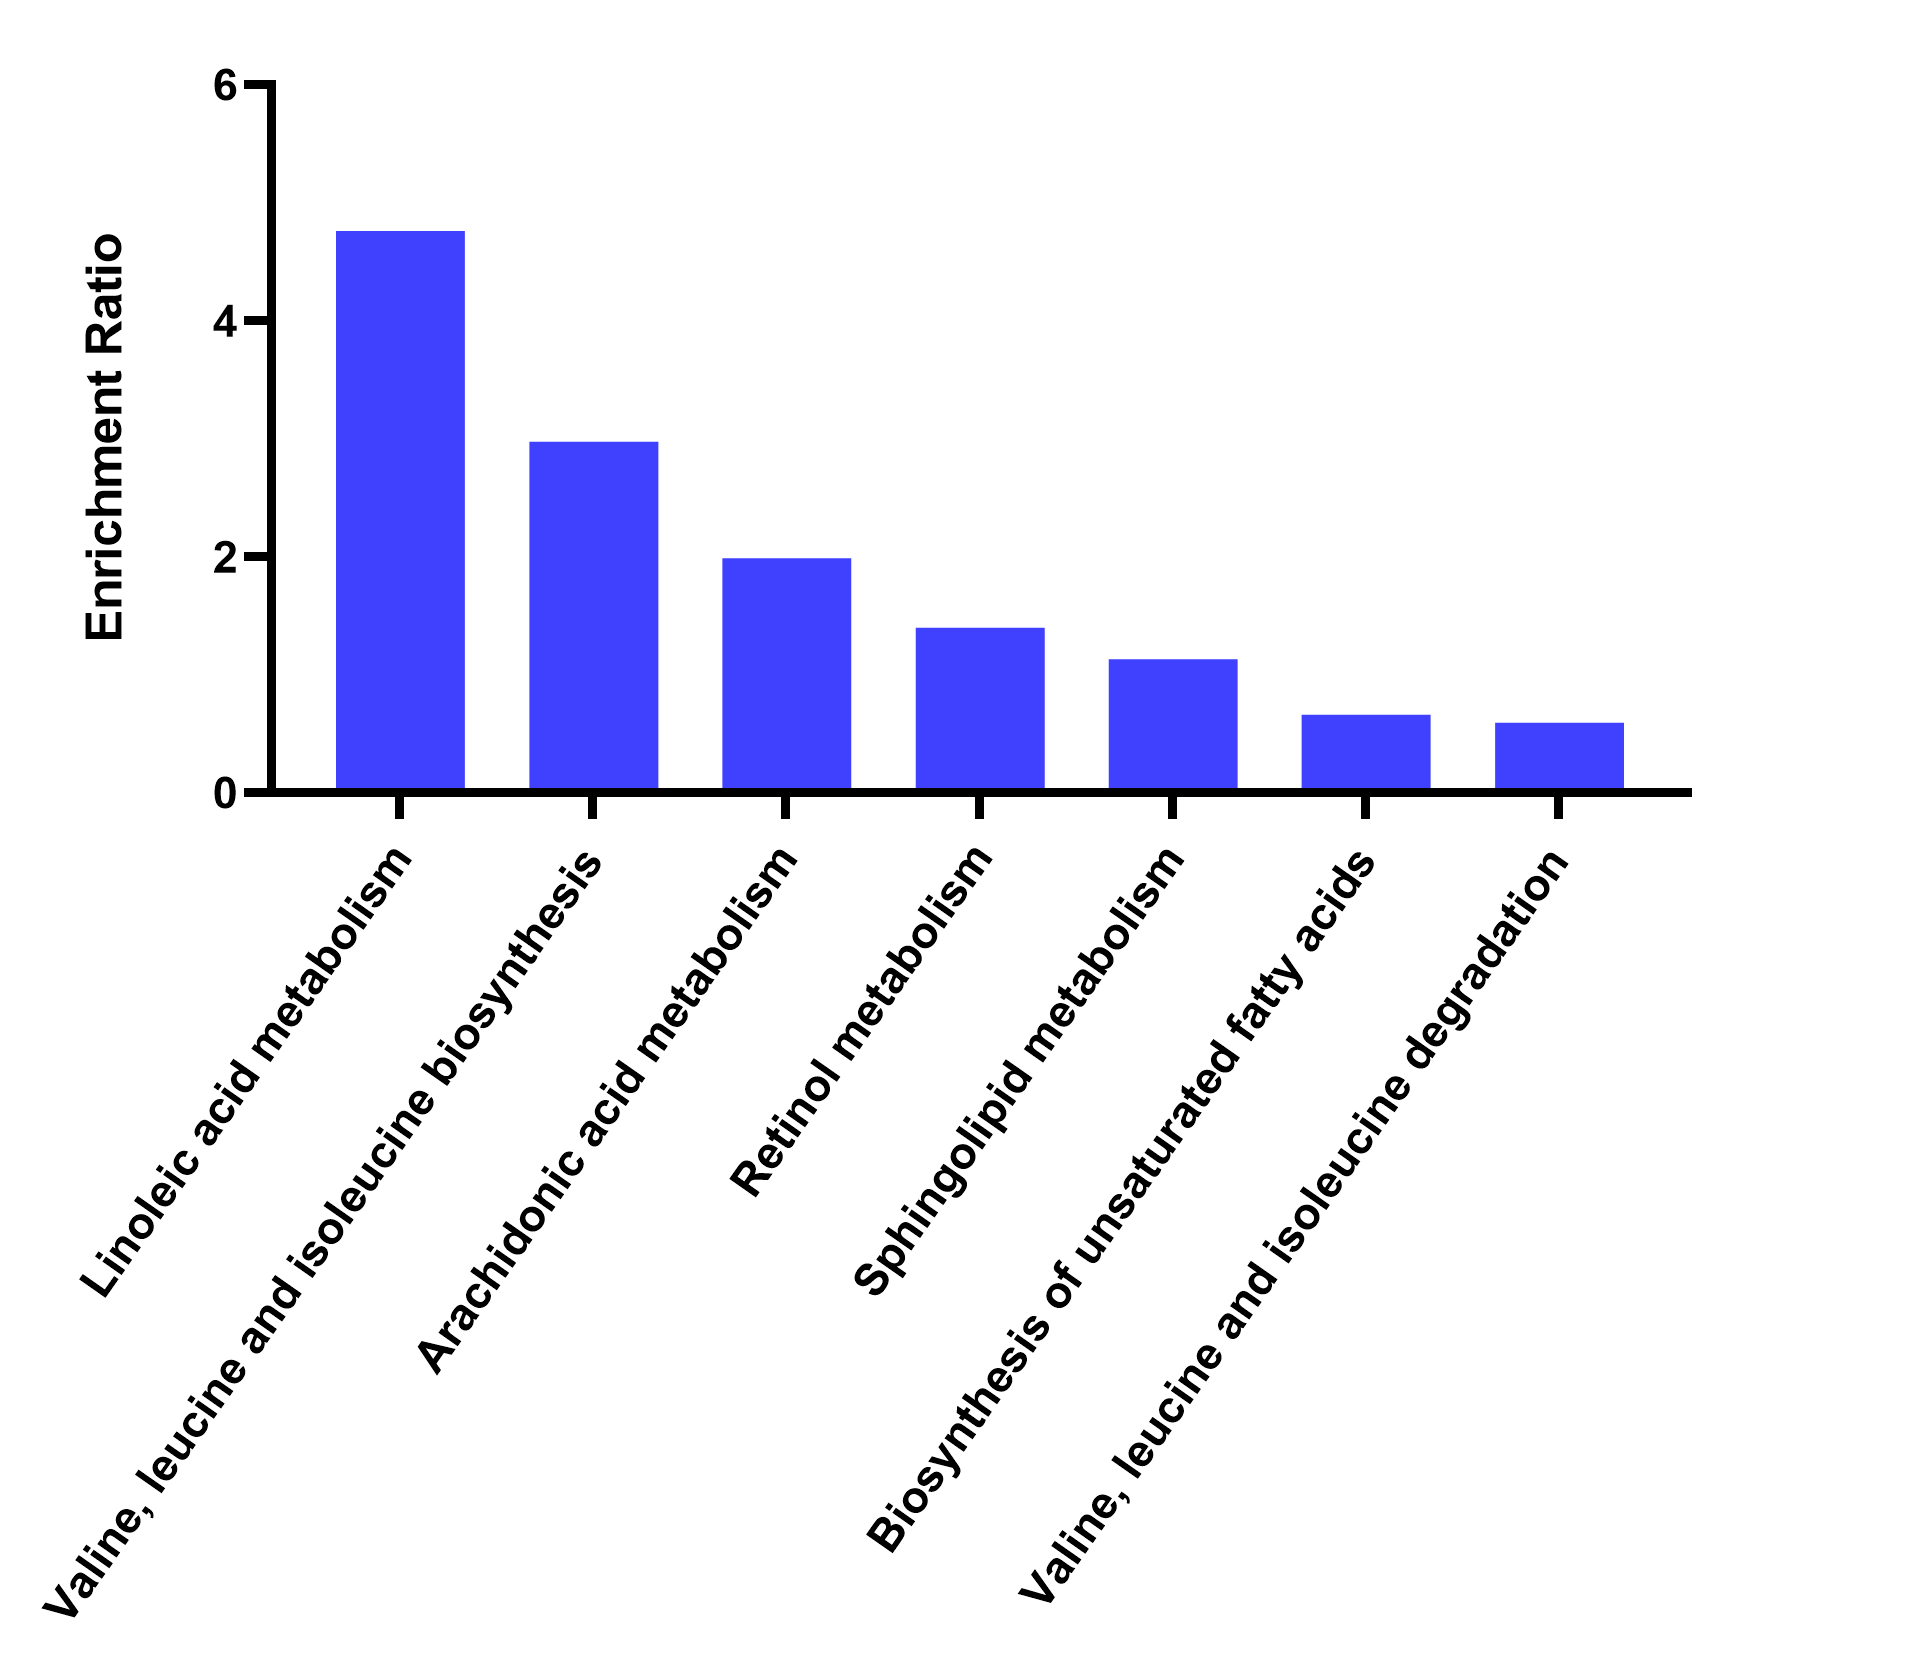 Enrichment Ratio
6
4
2
0
Linoleic acid metabolism
Valine, leucine and isoleucine biosynthesis
Arachidonic acid metabolism
Retinol metabolism
Sphingolipid metabolism
Biosynthesis of unsaturated fatty acids
Valine, leucine and isoleucine degradation